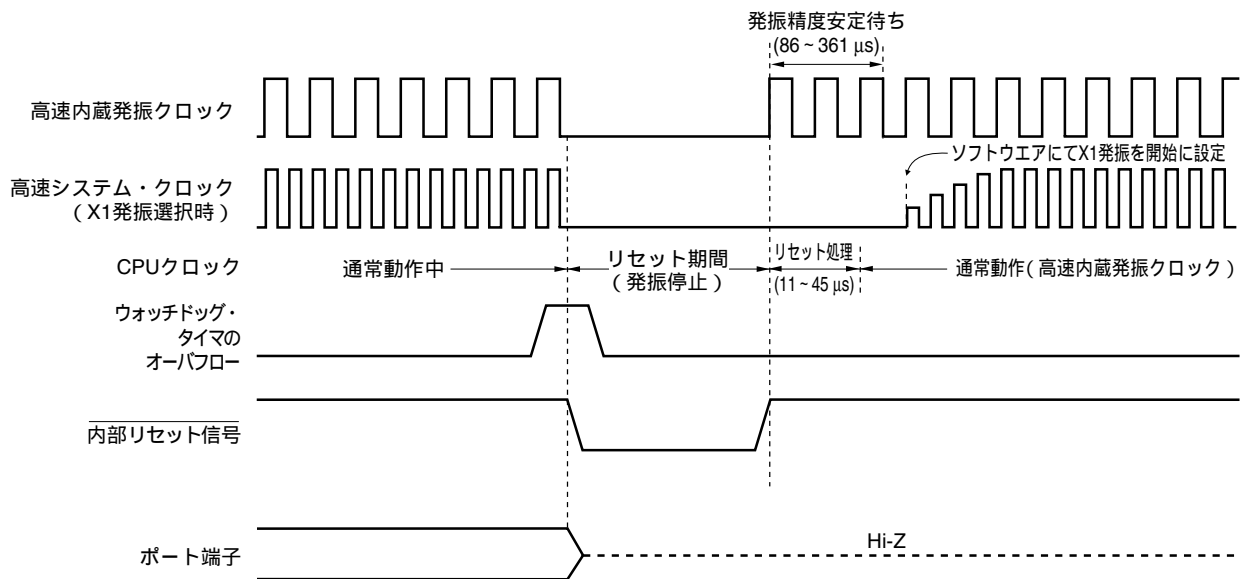 発振精度安定待ち
(86 ~ 361 μs)
高速内蔵発振クロック
ソフトウエアにてX1発振を開始に設定
高速システム・クロック
（X1発振選択時）
CPUクロック
通常動作中
リセット期間
（発振停止）
リセット処理
(11 ~ 45 μs)
通常動作(高速内蔵発振クロック)
ウォッチドッグ・
タイマの
オーバフロー
内部リセット信号
ポート端子
Hi-Z